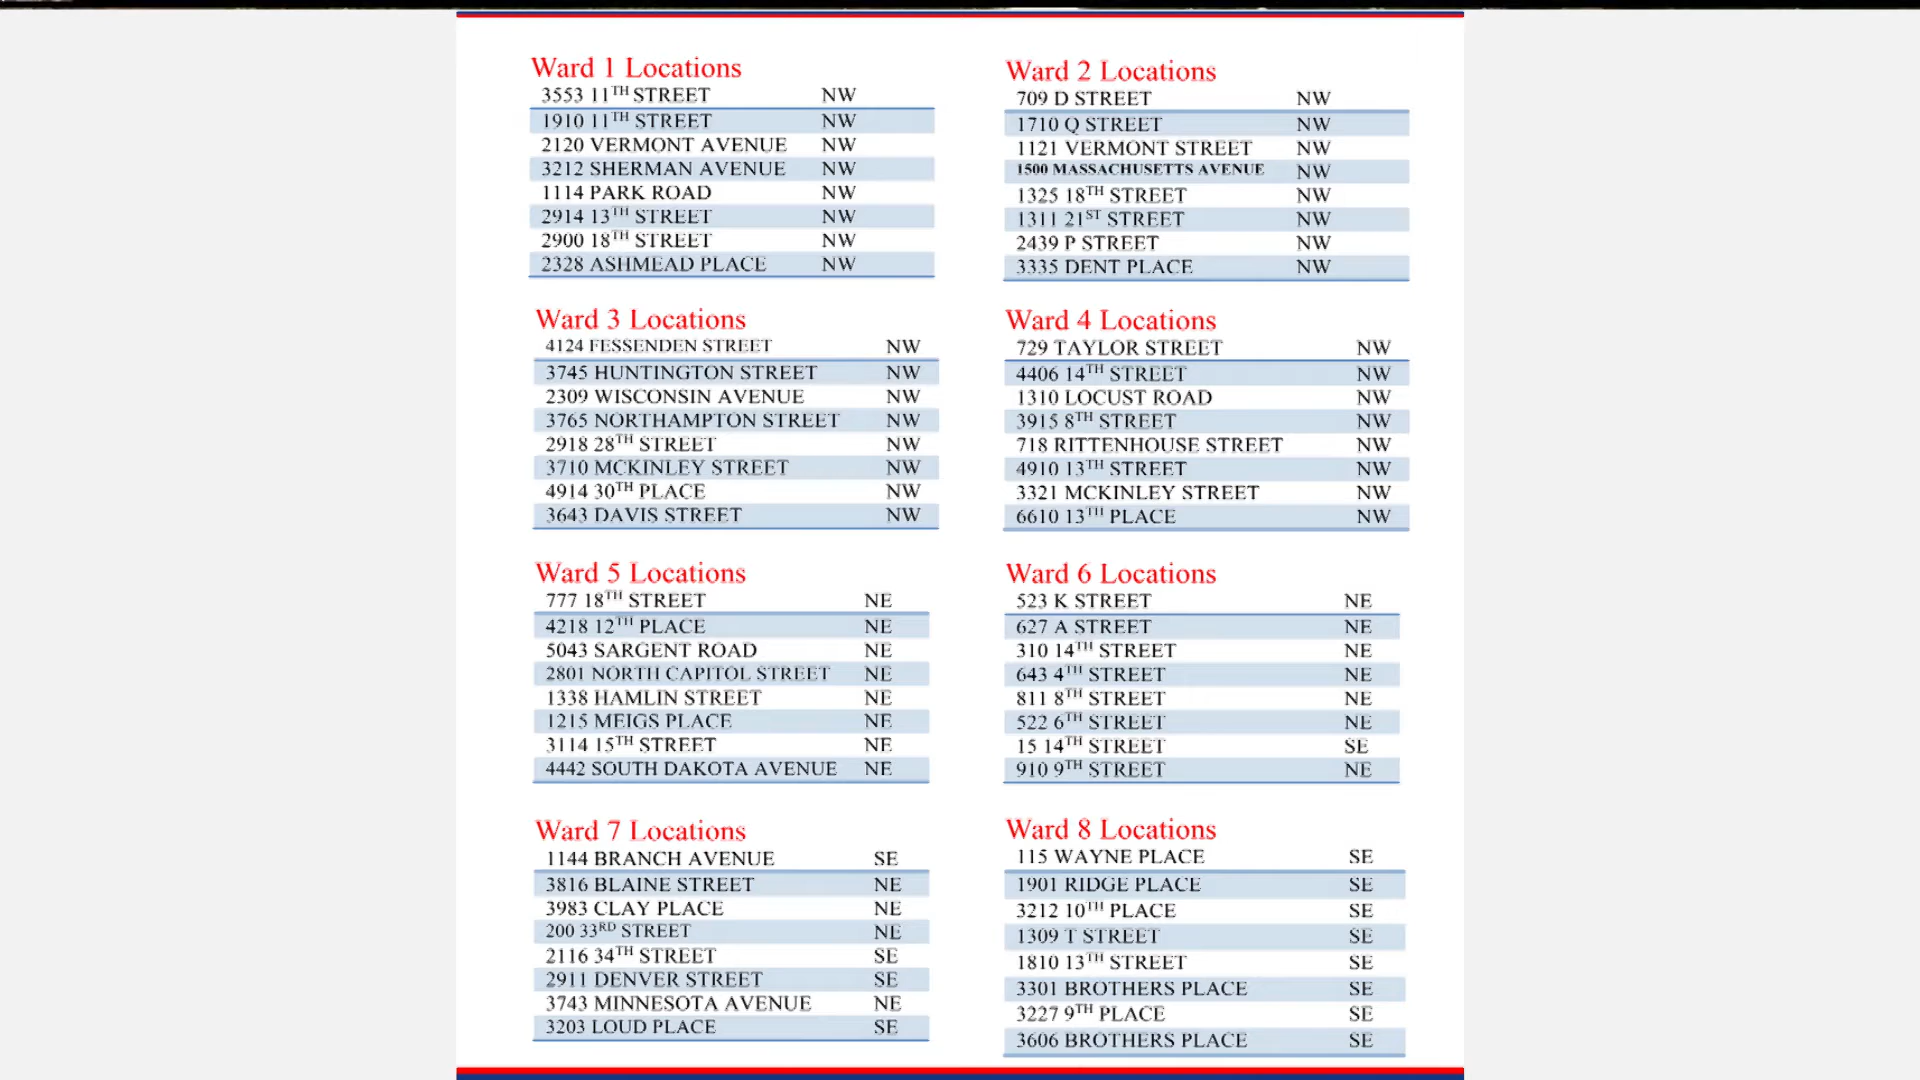 Ward 1 Locations
3553 11TH STREET NW
1910 11TH STREET NW
2120 VERMONT AVENUE NW
3212 SHERMAN AVENUE NW
1114 PARK ROAD NW
2914 13TH STREET NW
2900 18TH STREET NW
2328 ASHMEAD PLACE NW
Ward 2 Locations
709 D STREET NW
1710 Q STREET NW
1121 VERMONT STREET NW
1500 MASSACHUSETTS AVENUE NW
1325 18TH STREET NW
1311 21ST STREET NW
2439 P STREET NW
3335 DENT PLACE NW
Ward 3 Locations
4124 FESSENDEN STREET NW
3745 HUNTINGTON STREET NW
2309 WISCONSIN AVENUE NW
3765 NORTHAMPTON STREET NW
2918 28TH STREET NW
3710 MCKINLEY STREET NW
4914 30TH PLACE NW
3643 DAVIS STREET NW
Ward 4 Locations
729 TAYLOR STREET NW
4406 14TH STREET NW
1310 LOCUST ROAD NW
3915 8TH STREET NW
718 RITTENHOUSE STREET NW
4910 13TH STREET NW
3321 MCKINLEY STREET NW
6610 13TH PLACE NW
Ward 5 Locations
777 18TH STREET NE
4218 12TH PLACE NE
5043 SARGENT ROAD NE
2801 NORTH CAPITOL STREET NE
1338 HAMLIN STREET NE
1215 MEIGS PLACE NE
3114 15TH STREET NE
4442 SOUTH DAKOTA AVENUE NE
Ward 6 Locations
523 K STREET NE
627 A STREET NE
310 14TH STREET NE
643 4TH STREET NE
811 8TH STREET NE
522 6TH STREET NE
15 14TH STREET SE
910 9TH STREET NE
Ward 7 Locations
1144 BRANCH AVENUE SE
3816 BLAINE STREET NE
3983 CLAY PLACE NE
200 33RD STREET NE
2116 34TH STREET SE
2911 DENVER STREET SE
3743 MINNESOTA AVENUE NE
3203 LOUD PLACE SE
Ward 8 Locations
115 WAYNE PLACE SE
1901 RIDGE PLACE SE
3212 10TH PLACE SE
1309 T STREET SE
1810 13TH STREET SE
3301 BROTHERS PLACE SE
3227 9TH PLACE SE
3606 BROTHERS PLACE SE